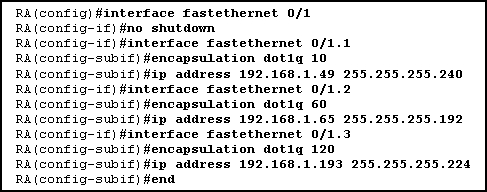 RA(config)#interface fastethernet 0/1
RA(config-if)#no shutdown
RA(config-if)#interface fastethernet 0/1.1
RA(config-subif)#encapsulation dot1q 10
RA(config-subif)#ip address 192.168.1.49 255.255.255.240
RA(config-if)#interface fastethernet 0/1.2
RA(config-subif)#encapsulation dot1q 60
RA(config-subif)#ip address 192.168.1.65 255.255.255.192
RA(config-if)#interface fastethernet 0/1.3
RA(config-subif)#encapsulation dot1q 120
RA(config-subif)#ip address 192.168.1.193 255.255.255.224
RA(config-subif)#end